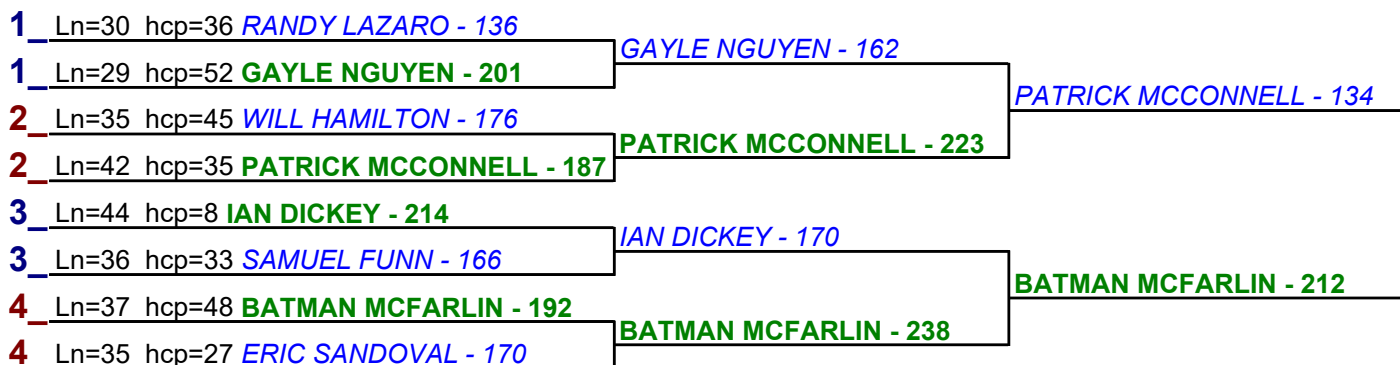 1_ Ln=30 hcp=36 RANDY LAZARO - 136
GAYLE NGUYEN - 162
1_ Ln=29 hcp=52 GAYLE NGUYEN - 201
PATRICK MCCONNELL - 134
2_ Ln=35 hcp=45 WILL HAMILTON - 176
PATRICK MCCONNELL - 223
2_ Ln=42 hcp=35 PATRICK MCCONNELL - 187
3_ Ln=44 hcp=8 IAN DICKEY - 214
IAN DICKEY - 170
3_ Ln=36 hcp=33 SAMUEL FUNN - 166
BATMAN MCFARLIN - 212
4_ Ln=37 hcp=48 BATMAN MCFARLIN - 192
BATMAN MCFARLIN - 238
4 Ln=35 hcp=27 ERIC SANDOVAL - 170